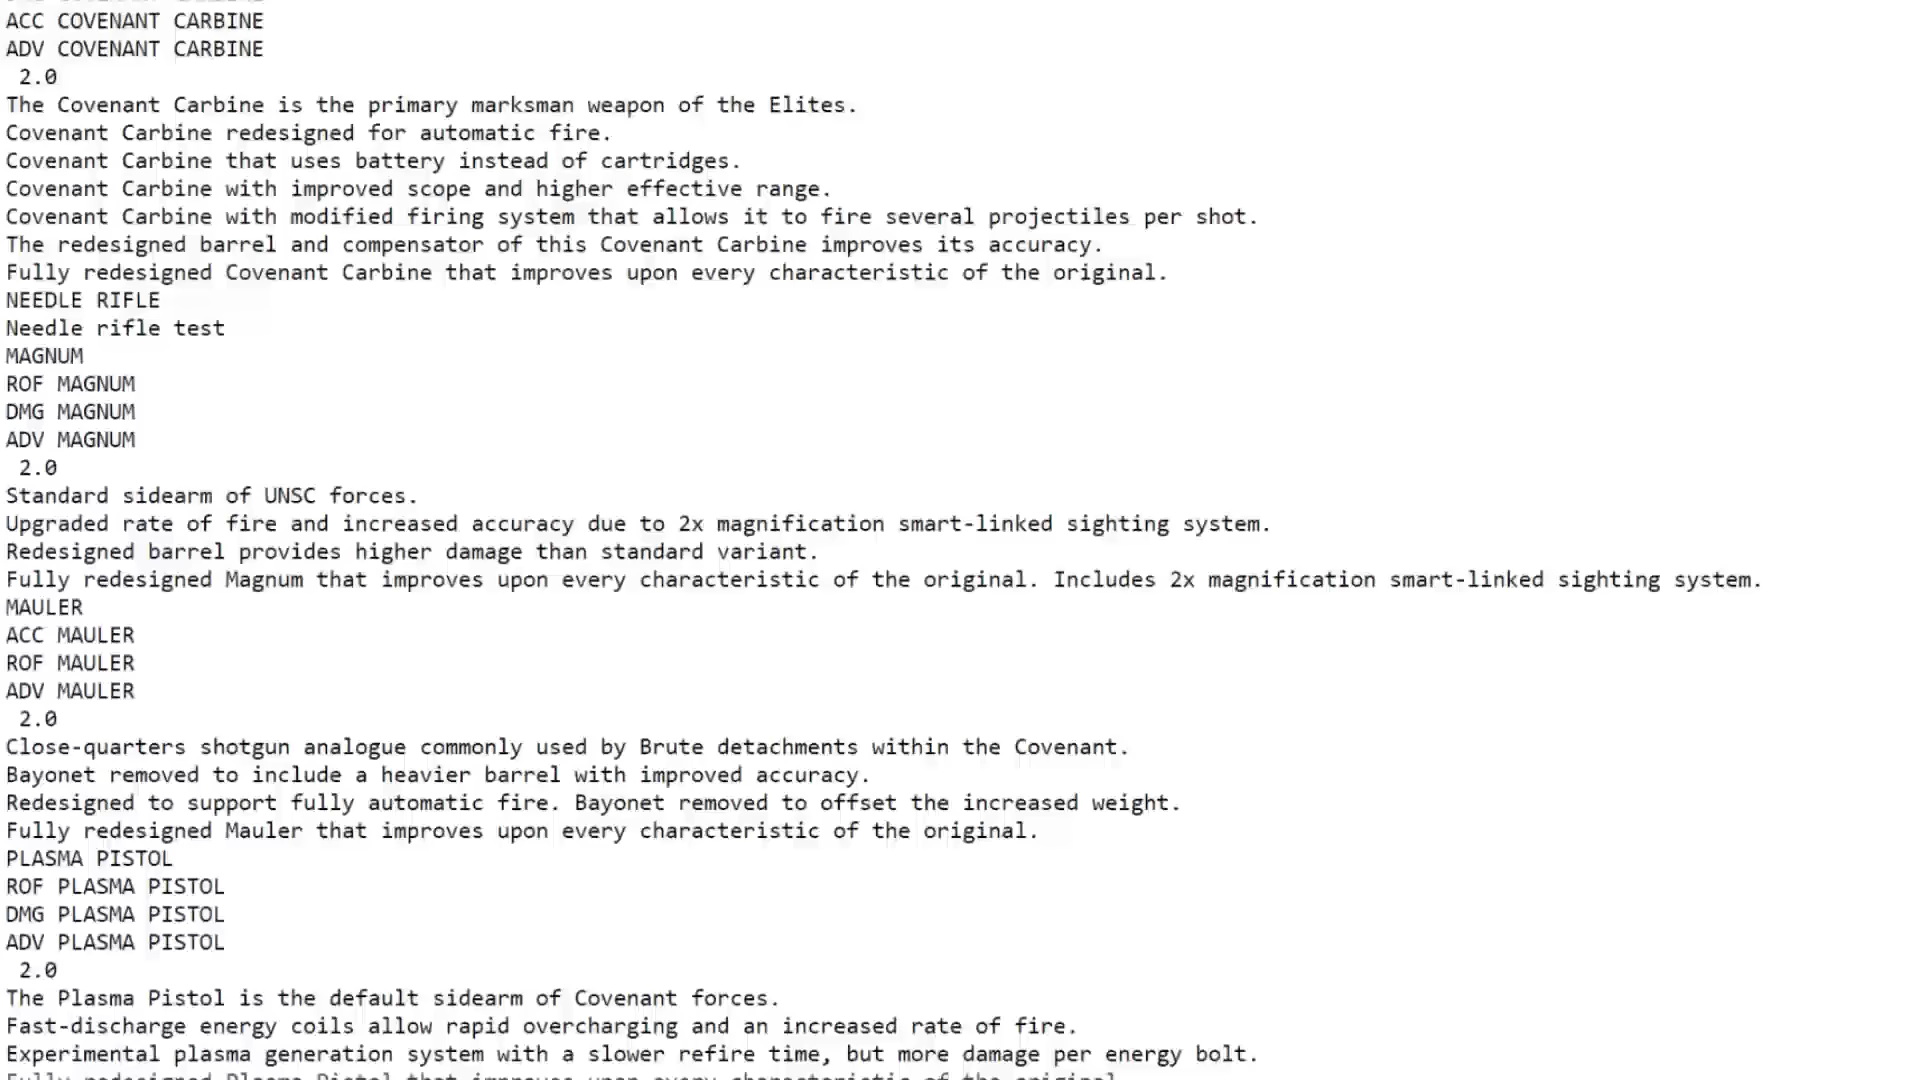 ACC COVENANT CARBINE
ADV COVENANT CARBINE
2.0
The Covenant Carbine is the primary marksman weapon of the Elites.
Covenant Carbine redesigned for automatic fire.
Covenant Carbine that uses battery instead of cartridges.
Covenant Carbine with improved scope and higher effective range.
Covenant Carbine with modified firing system that allows it to fire several projectiles per shot.
The redesigned barrel and compensator of this Covenant Carbine improves its accuracy.
Fully redesigned Covenant Carbine that improves upon every characteristic of the original.
NEEDLE RIFLE
Needle rifle test
MAGNUM
ROF MAGNUM
DMG MAGNUM
ADV MAGNUM
2.0
Standard sidearm of UNSC forces.
Upgraded rate of fire and increased accuracy due to 2x magnification smart-linked sighting system.
Redesigned barrel provides higher damage than standard variant.
Fully redesigned Magnum that improves upon every characteristic of the original. Includes 2x magnification smart-linked sighting system.
MAULER
ACC MAULER
ROF MAULER
ADV MAULER
2.0
Close-quarters shotgun analogue commonly used by Brute detachments within the Covenant.
Bayonet removed to include a heavier barrel with improved accuracy.
Redesigned to support fully automatic fire. Bayonet removed to offset the increased weight.
Fully redesigned Mauler that improves upon every characteristic of the original.
PLASMA PISTOL
ROF PLASMA PISTOL
DMG PLASMA PISTOL
ADV PLASMA PISTOL
2.0
The Plasma Pistol is the default sidearm of Covenant forces.
Fast-discharge energy coils allow rapid overcharging and an increased rate of fire.
Experimental plasma generation system with a slower refire time, but more damage per energy bolt.
Fully redesigned Plasma Pistol that improves upon every characteristic of the original.